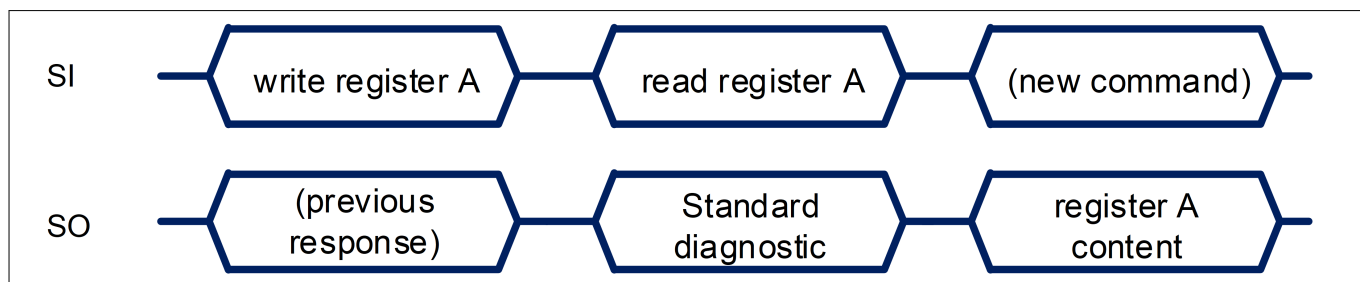 SI
write register A
read register A
(new command)
SO
(previous
response)
Standard
diagnostic
register A
content